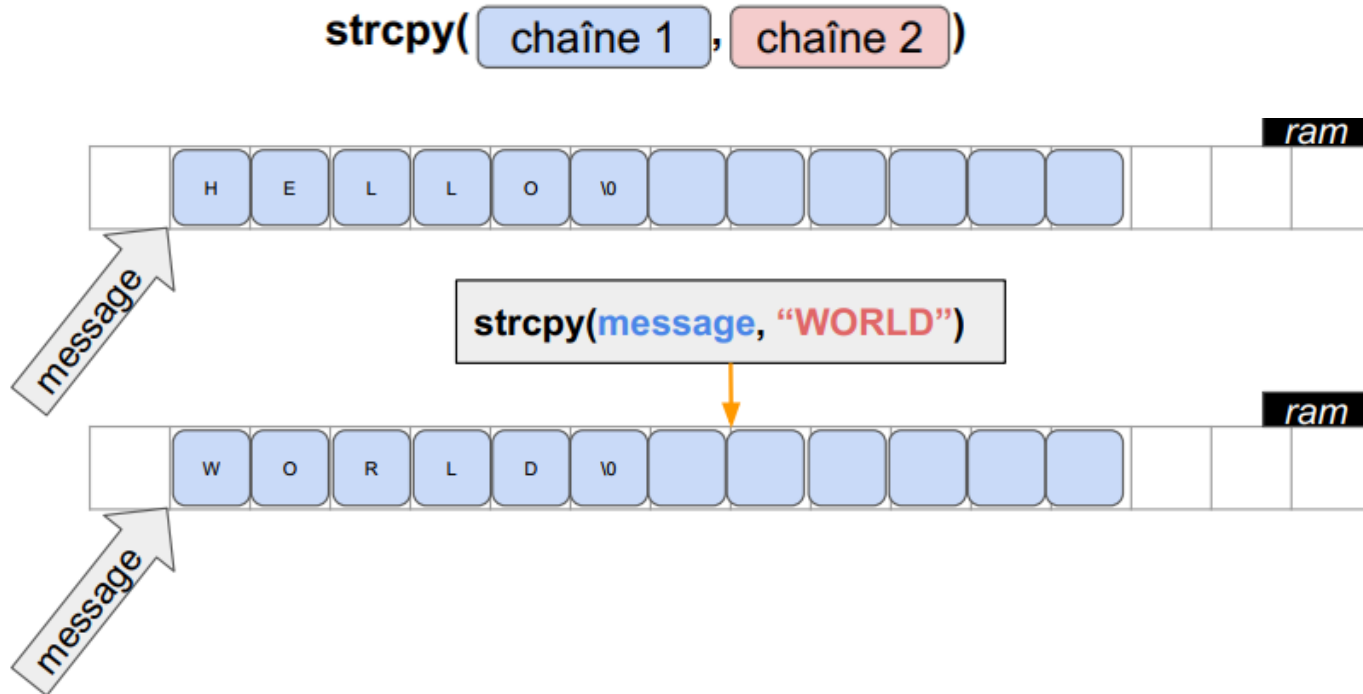 strcpy( chaîne 1 , chaîne 2 )
ram
H E L L O \0
message
strcpy(message, “WORLD”)
ram
W O R L D \0
message